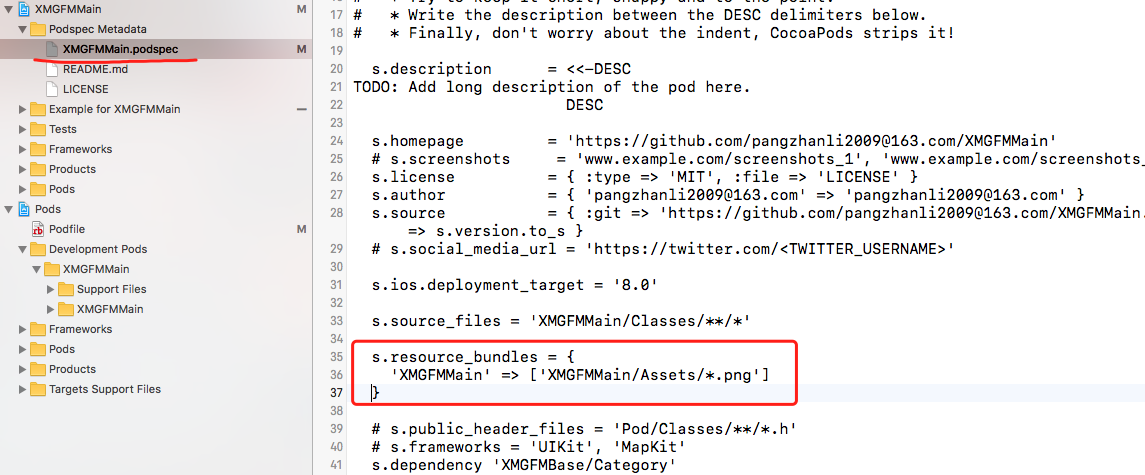 XMGFMMain M
Podspec Metadata
XMGFMMain.podspec M
README.md
LICENSE
Example for XMGFMMain
Tests
Frameworks
Products
Pods
Pods
Podfile M
Development Pods
XMGFMMain
Support Files
XMGFMMain
Frameworks
Pods
Products
Targets Support Files
17 # * Write the description between the DESC delimiters below.
18 # * Finally, don't worry about the indent, CocoaPods strips it!
19
20 s.description = <<-DESC
21 TODO: Add long description of the pod here.
22 DESC
23
24 s.homepage = 'https://github.com/pangzhanli2009@163.com/XMGFMMain'
25 # s.screenshots = 'www.example.com/screenshots_1', 'www.example.com/screenshots_
26 s.license = { :type => 'MIT', :file => 'LICENSE' }
27 s.author = { 'pangzhanli2009@163.com' => 'pangzhanli2009@163.com' }
28 s.source = { :git => 'https://github.com/pangzhanli2009@163.com/XMGFMMain.
=> s.version.to_s }
29 # s.social_media_url = 'https://twitter.com/<TWITTER_USERNAME>'
30
31 s.ios.deployment_target = '8.0'
32
33 s.source_files = 'XMGFMMain/Classes/**/*'
34
35 s.resource_bundles = {
36 'XMGFMMain' => ['XMGFMMain/Assets/*.png']
37 }
38
39 # s.public_header_files = 'Pod/Classes/**/*.h'
40 # s.frameworks = 'UIKit', 'MapKit'
41 s.dependency 'XMGFMBase/Category'